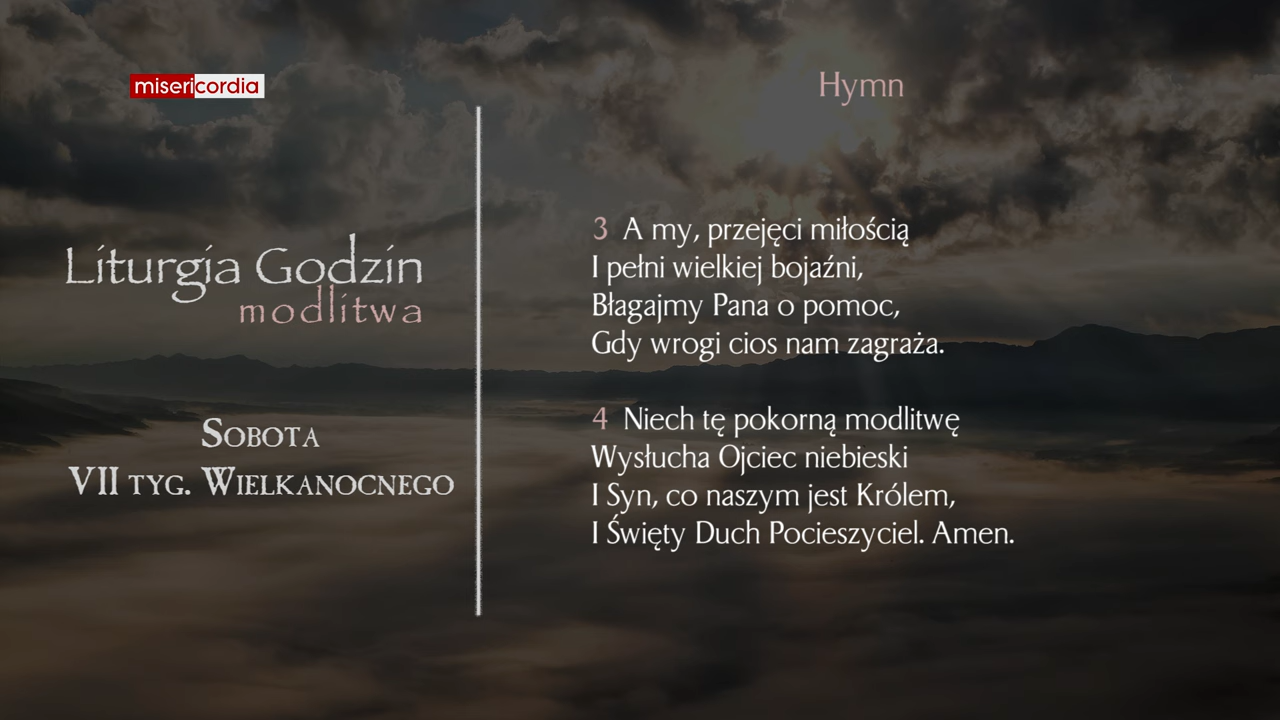 misericordia
Liturgia Godzin
modlitwa
Sobota
VII tyg. Wielkanocnego
Hymn
3 A my, przejęci miłością
I pełni wielkiej bojaźni,
Błagajmy Pana o pomoc,
Gdy wrogi cios nam zagraża.
4 Niech tę pokorną modlitwę
Wysłucha Ojciec niebieski
I Syn, co naszym jest Królem,
I Święty Duch Pocieszyciel. Amen.